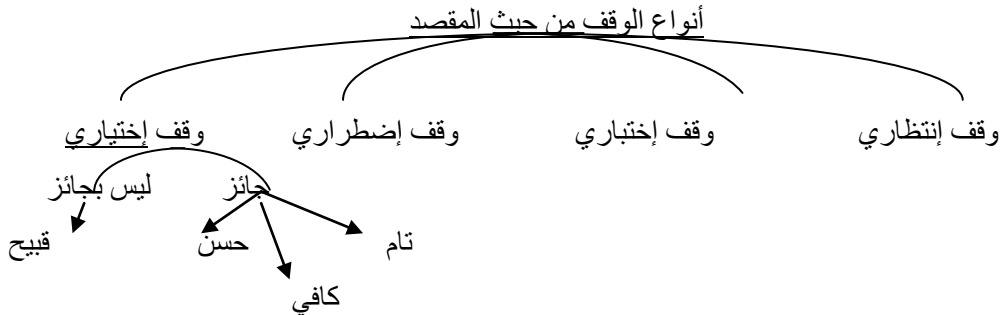 أنواع الوقف من حبث المقصد
وقف إنتظاري وقف إختباري وقف إضطراري وقف إختياري
جائز ليس بجائز
تام حسن قبيح
كافي